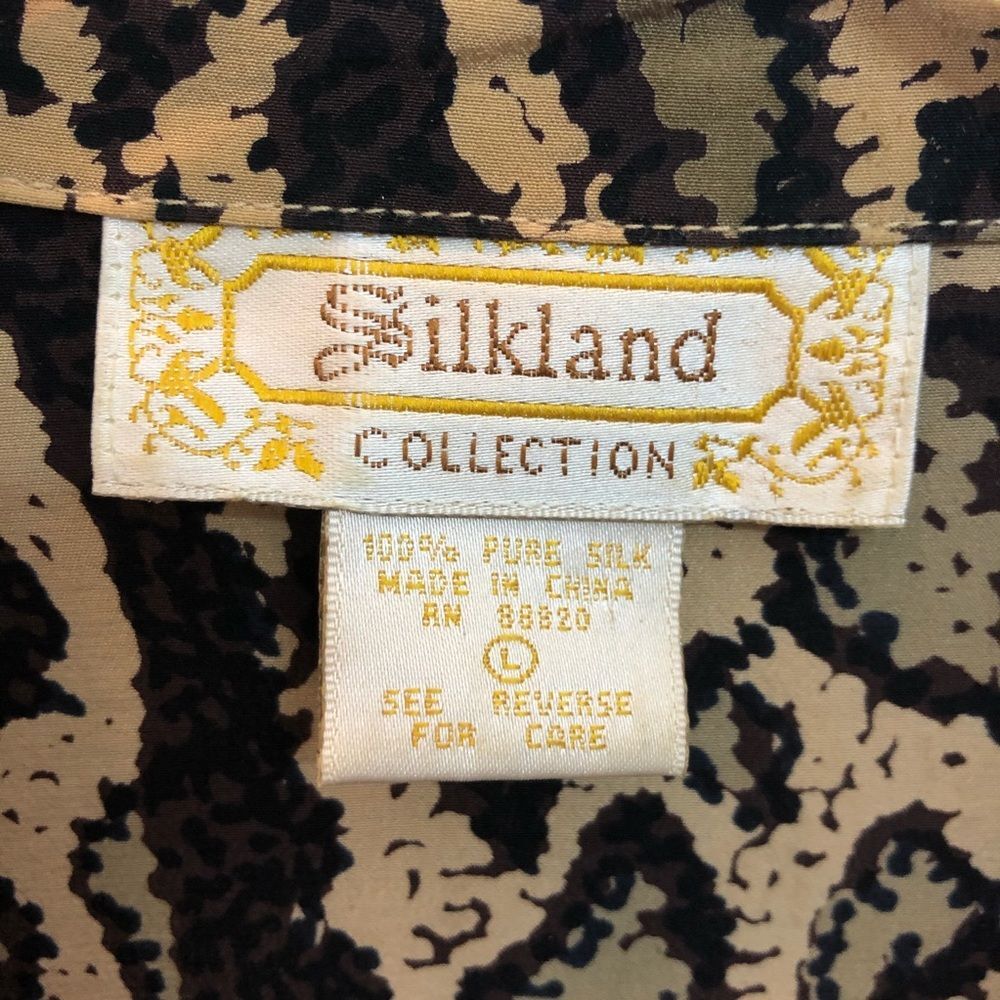 Silkland
COLLECTION
100% PURE SILK
MADE IN CHINA
RN 88820
L
SEE REVERSE
FOR CARE